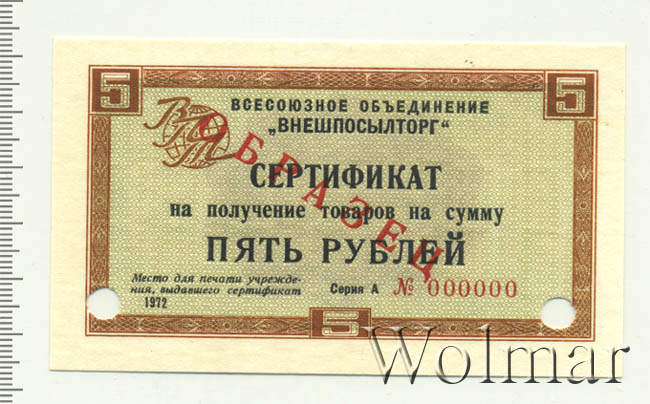 5 5
ВСЕСОЮЗНОЕ ОБЪЕДИНЕНИЕ
„ВНЕШПОСЫЛТОРГ“
ВПТ
ОБРАЗЕЦ
СЕРТИФИКАТ
на получение товаров на сумму
ПЯТЬ РУБЛЕЙ
Место для печати учрежде-
ния, выдавшего сертификат
1972
Серия А № 000000
5
Wolmar